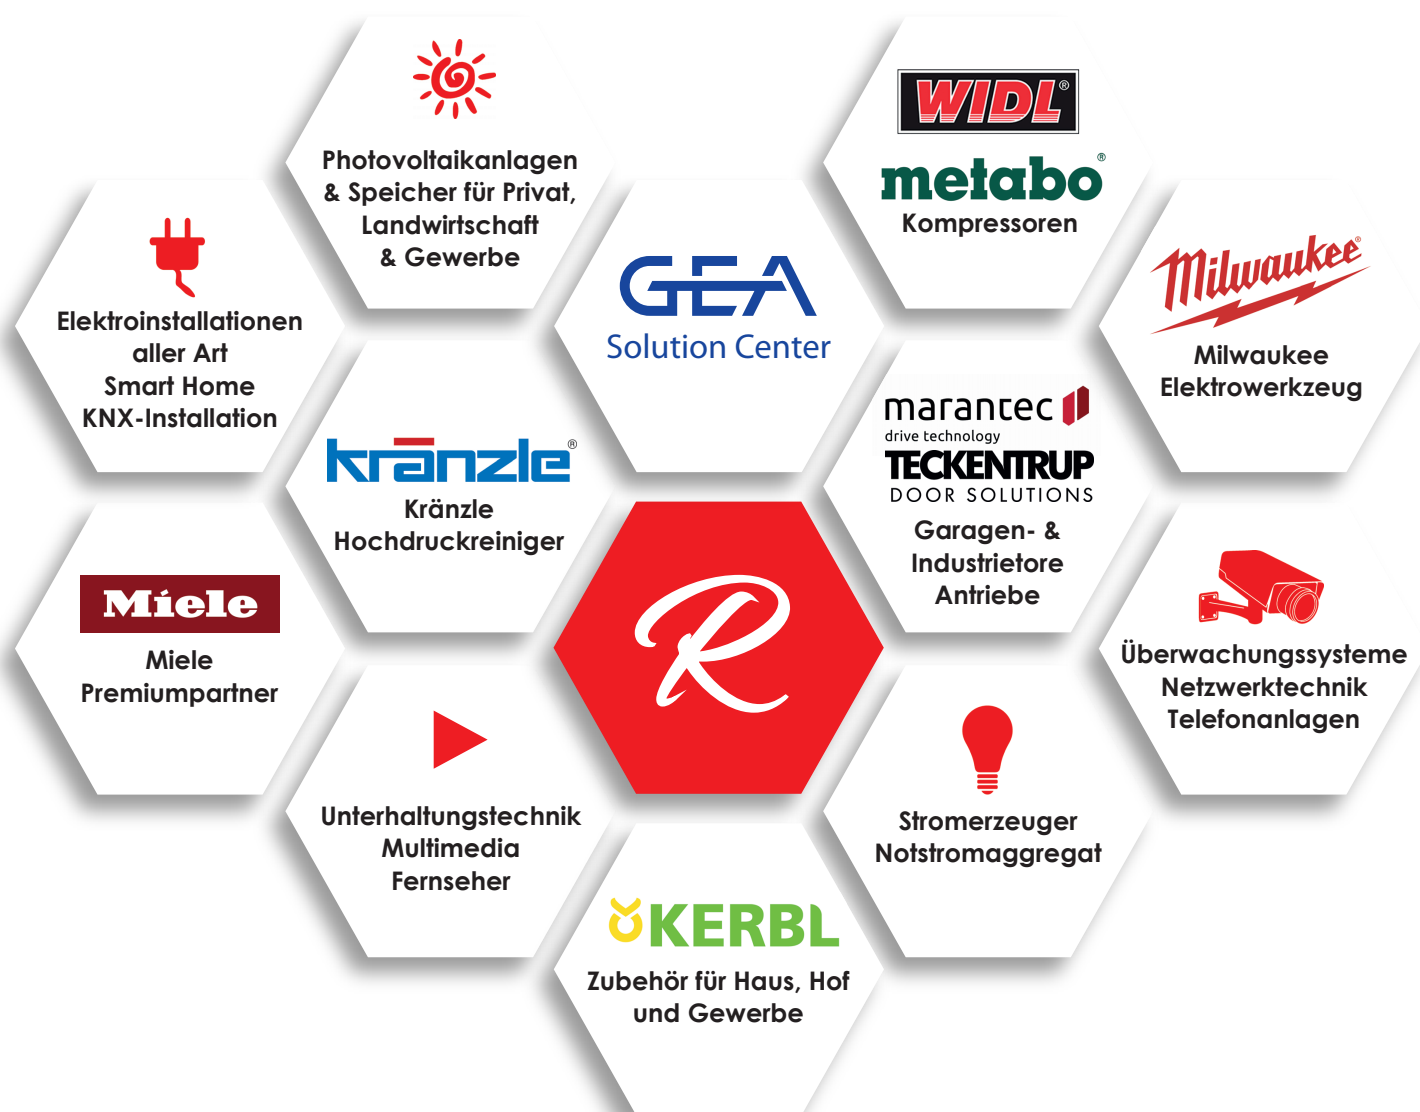 Photovoltaikanlagen
& Speicher für Privat,
Landwirtschaft
& Gewerbe
WIDL®
metabo®
Kompressoren
Elektroinstallationen
aller Art
Smart Home
KNX-Installation
GEA
Solution Center
Milwaukee®
Milwaukee
Elektrowerkzeug
kränzle®
Kränzle
Hochdruckreiniger
marantec
drive technology
TECKENTRUP
DOOR SOLUTIONS
Garagen- &
Industrietore
Antriebe
Miele
Miele
Premiumpartner
R
Überwachungssysteme
Netzwerktechnik
Telefonanlagen
Unterhaltungstechnik
Multimedia
Fernseher
Stromerzeuger
Notstromaggregat
KERBL
Zubehör für Haus, Hof
und Gewerbe